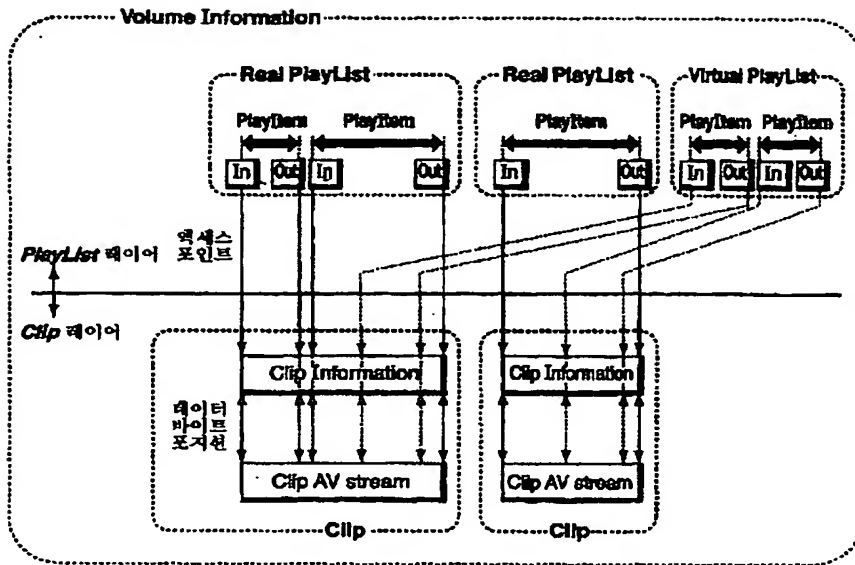 Volume Information
Real PlayList
Real PlayList
Virtual PlayList
PlayItem
PlayItem
PlayItem
PlayItem
PlayItem
In
Out
In
Out
In
Out
In
Out
In
Out
액세스
포인트
PlayList 레이어
Clip 레이어
Clip Information
Clip Information
데이터
바이트
포지션
Clip AV stream
Clip AV stream
Clip
Clip